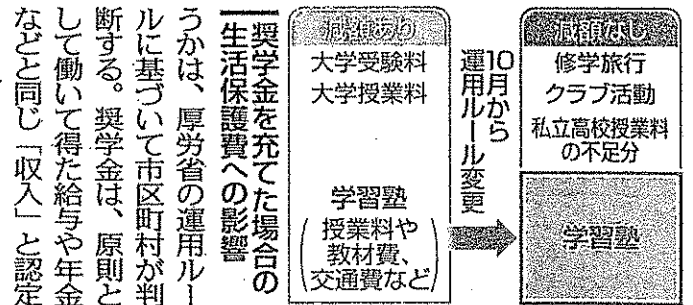 減額なし
修学旅行
クラブ活動
私立高校授業料
の不足分
学習塾
10月から
運用ルール変更
減額あり
大学受験料
大学授業料
学習塾
(授業料や
教材費、
交通費など)
奨学金を充てた場合の
生活保護費への影響
うかは、厚労省の運用ルー
ルに基づいて市区町村が判
断する。奨学金は、原則と
して働いて得た給与や年金
などと同じ「収入」と認定